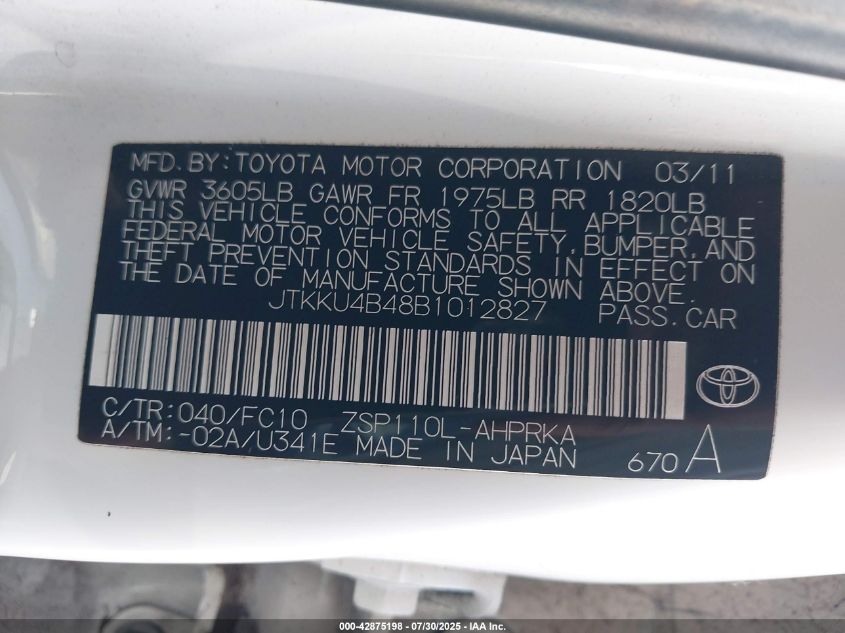 MFD.BY:TOYOTA MOTOR CORPORATION 03/11
GVWR 3605LB GAWR FR 1975LB RR 1820LB
THIS VEHICLE CONFORMS TO ALL APPLICABLE
FEDERAL MOTOR VEHICLE SAFETY,BUMPER,AND
THEFT PREVENTION STANDARDS IN EFFECT ON
THE DATE OF MANUFACTURE SHOWN ABOVE.
JTKKU4B48B1012827 PASS.CAR
C/TR:040/FC10 ZSP110L-AHPRKA
A/TM:-02A/U341E MADE IN JAPAN 670 A
000-42875198 - 07/30/2025 - IAA Inc.